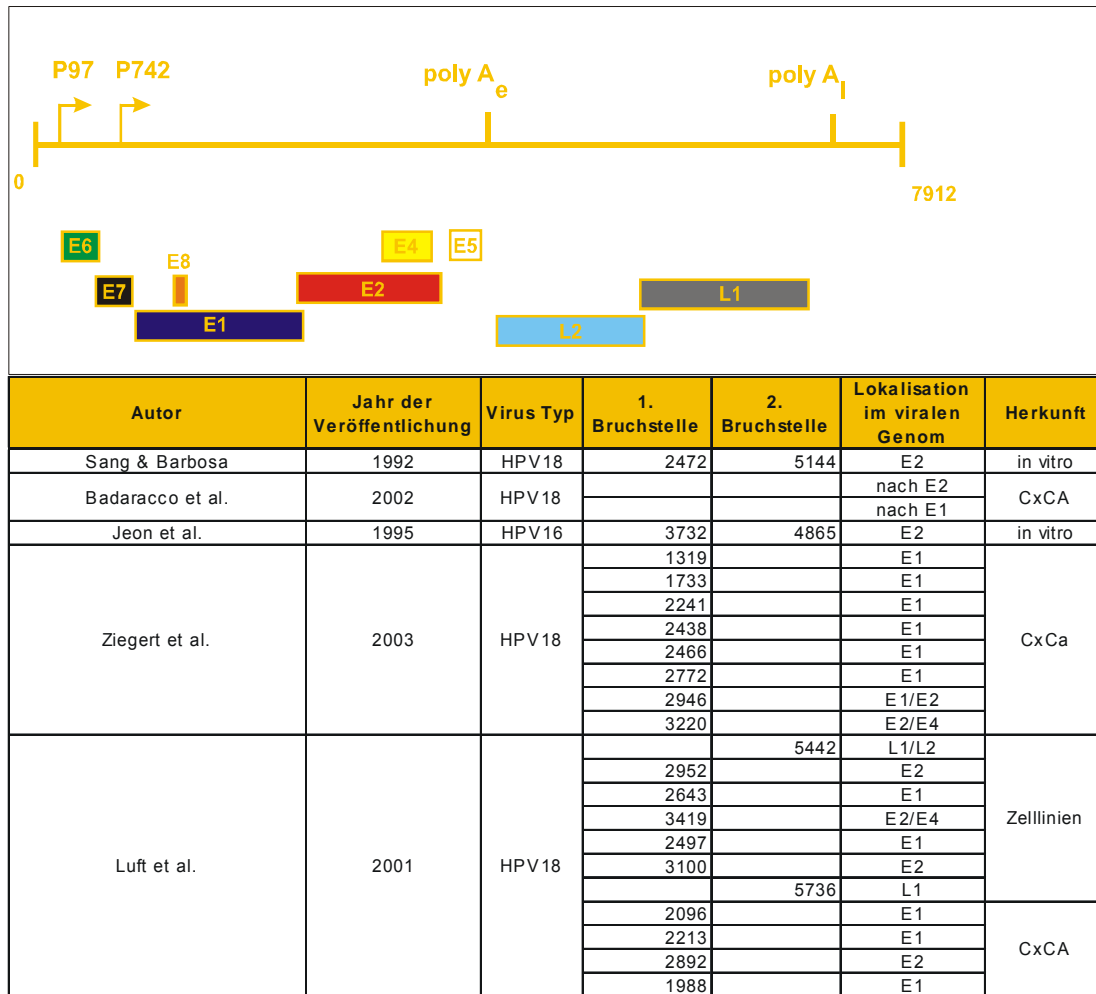 P97 P742 poly A e poly A l
0 7912
E6 E4 E5
E8
E7 E2 L1
E1 L2
Autor Jahr der Veröffentlichung Virus Typ 1. Bruchstelle 2. Bruchstelle Lokalisation im viralen Genom Herkunft
Sang & Barbosa 1992 HPV18 2472 5144 E2 in vitro
Badaracco et al. 2002 HPV18 nach E2 CxCA
nach E1
Jeon et al. 1995 HPV16 3732 4865 E2 in vitro
Ziegert et al. 2003 HPV18 1319 E1 CxCa
1733 E1
2241 E1
2438 E1
2466 E1
2772 E1
2946 E1/E2
3220 E2/E4
Luft et al. 2001 HPV18 5442 L1/L2 Zelllinien
2952 E2
2643 E1
3419 E2/E4
2497 E1
3100 E2
5736 L1
2096 E1 CxCA
2213 E1
2892 E2
1988 E1